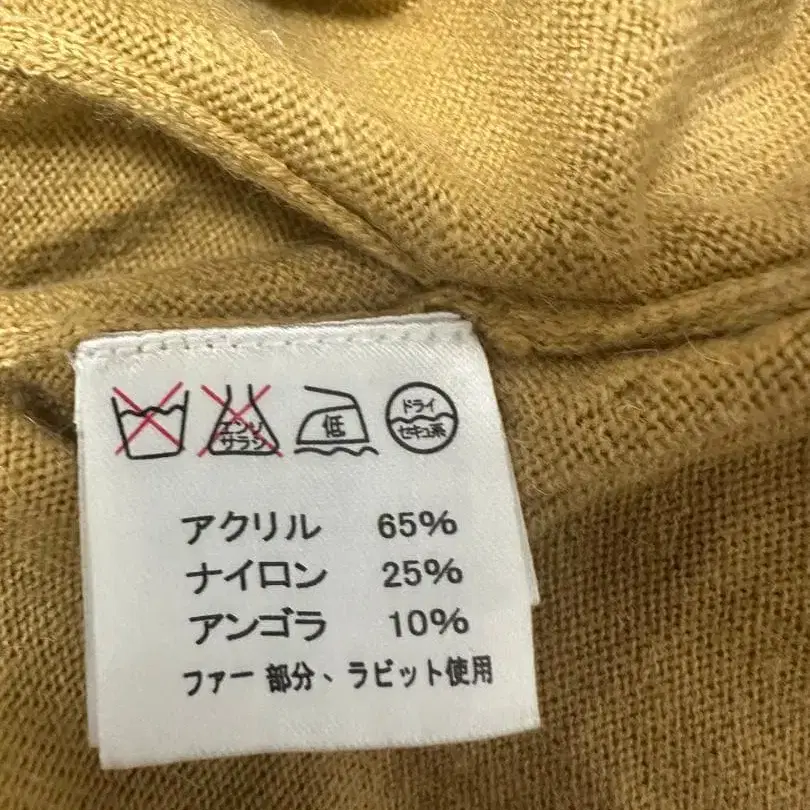 エンソ
サラシ
低
ドライ
セキユ系
アクリル 65%
ナイロン 25%
アンゴラ 10%
ファー 部分、ラビット使用